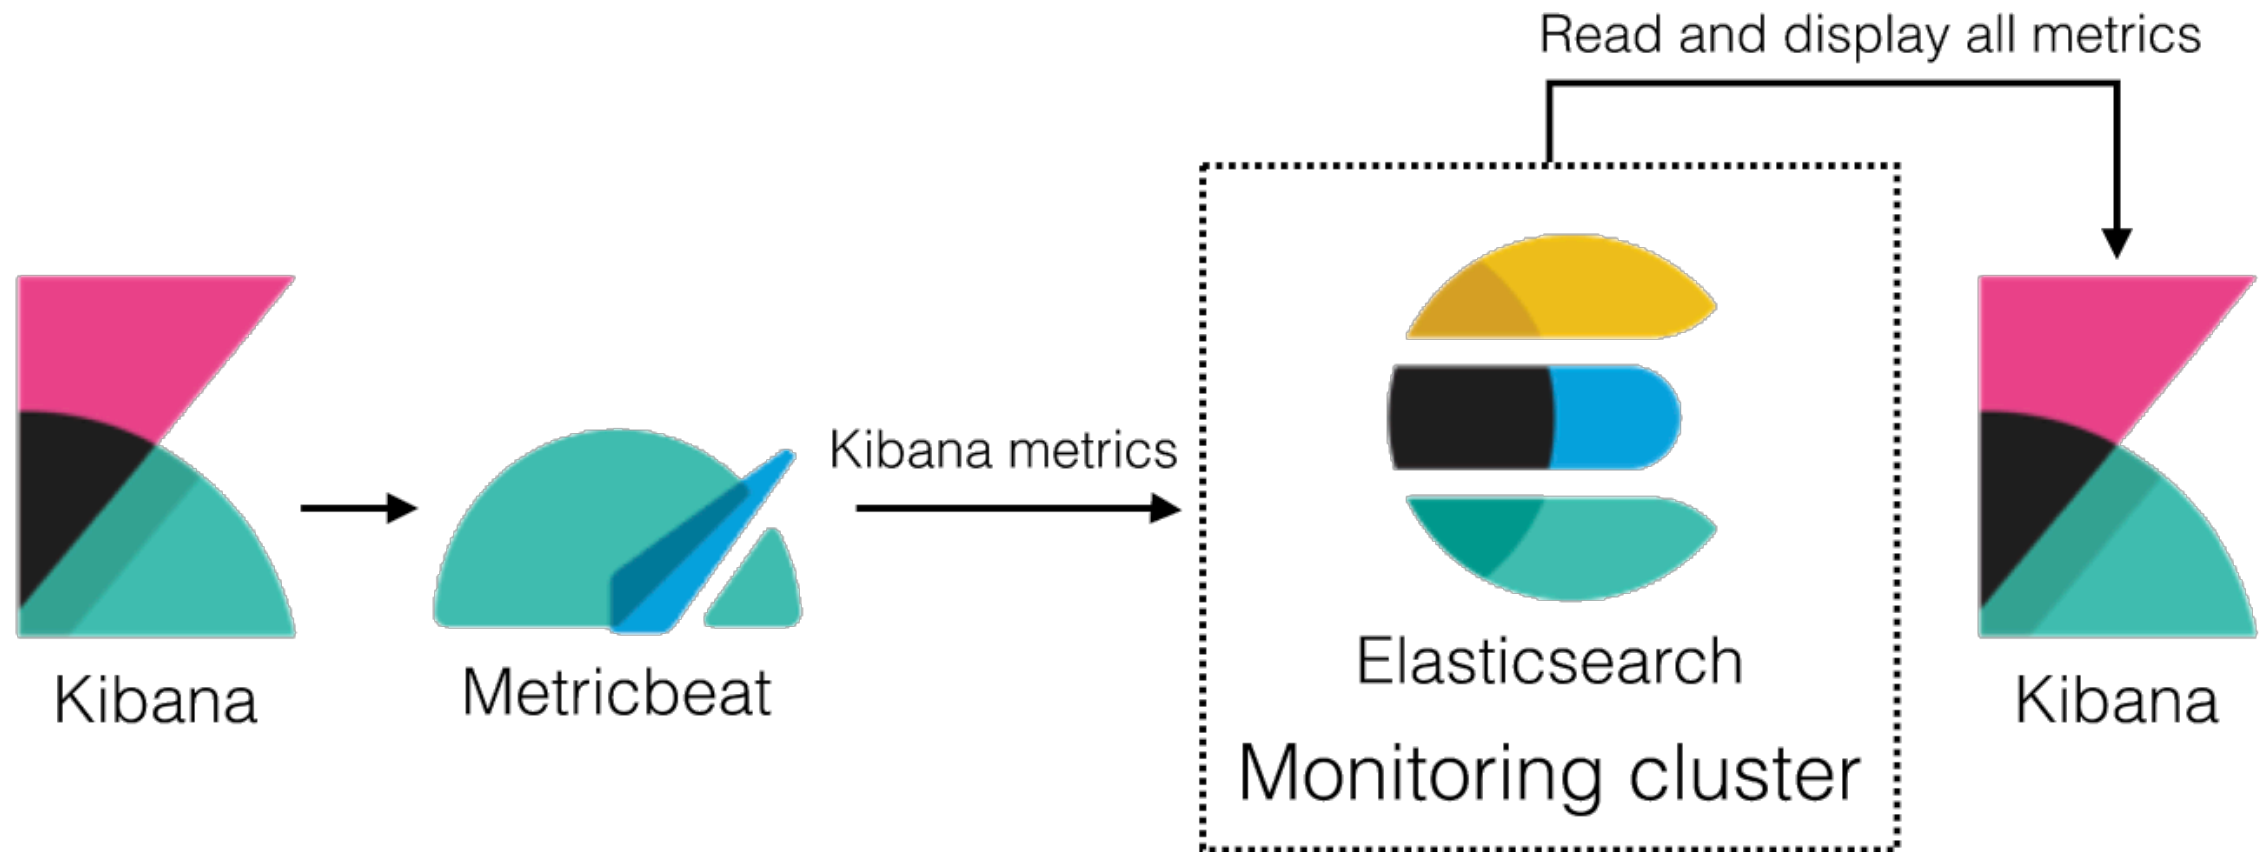 Read and display all metrics
Kibana metrics
Kibana
Metricbeat
Elasticsearch
Monitoring cluster
Kibana